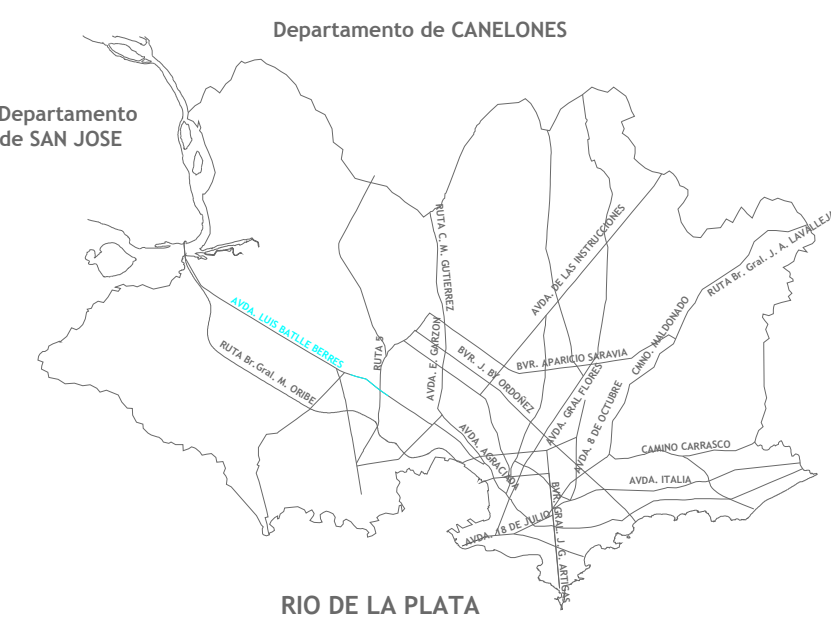 Departamento de CANELONES
Departamento
de SAN JOSE
RUTA C. M. GUTIERREZ
AVDA. DE LAS INSTRUCCIONES
RUTA Br. Gral. J. A. LAVALLEJA
AVDA. LUIS BATLLE BERRES
RUTA Br.Gral. M. ORIBE
RUTA 5
AVDA. E. GARZON
BVR. J. BY ORDOÑEZ
BVR. APARICIO SARAVIA
CMNO. MALDONADO
AVDA. GRAL FLORES
AVDA. 8 DE OCTUBRE
AVDA. AGRACIADA
CAMINO CARRASCO
AVDA. ITALIA
BVR. GRAL. J .G. ARTIGAS
AVDA. 18 DE JULIO
RIO DE LA PLATA